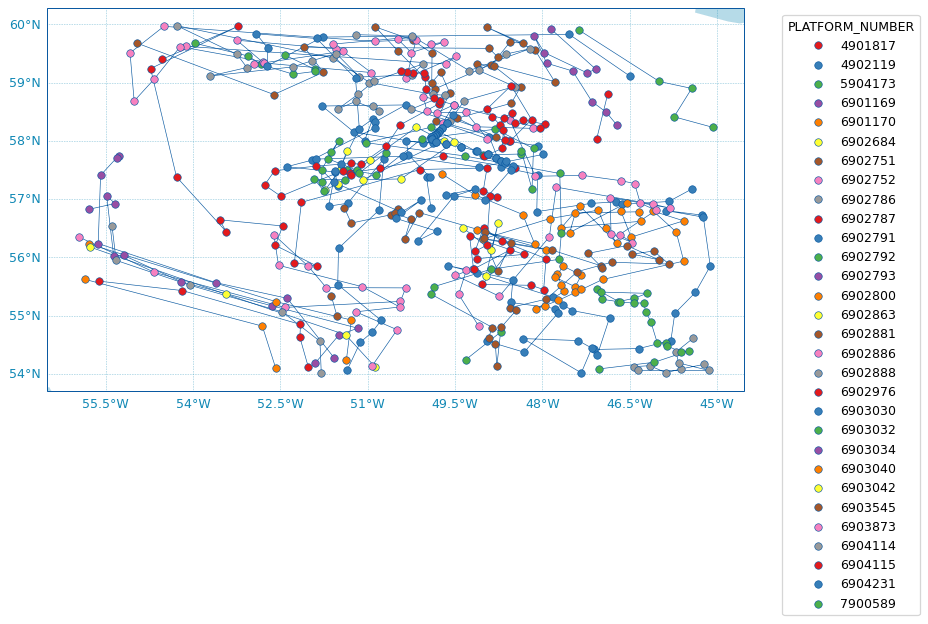 60°N
59°N
58°N
57°N
56°N
55°N
54°N
55.5°W
54°W
52.5°W
51°W
49.5°W
48°W
46.5°W
45°W
PLATFORM_NUMBER
4901817
4902119
5904173
6901169
6901170
6902684
6902751
6902752
6902786
6902787
6902791
6902792
6902793
6902800
6902863
6902881
6902886
6902888
6902976
6903030
6903032
6903034
6903040
6903042
6903545
6903873
6904114
6904115
6904231
7900589